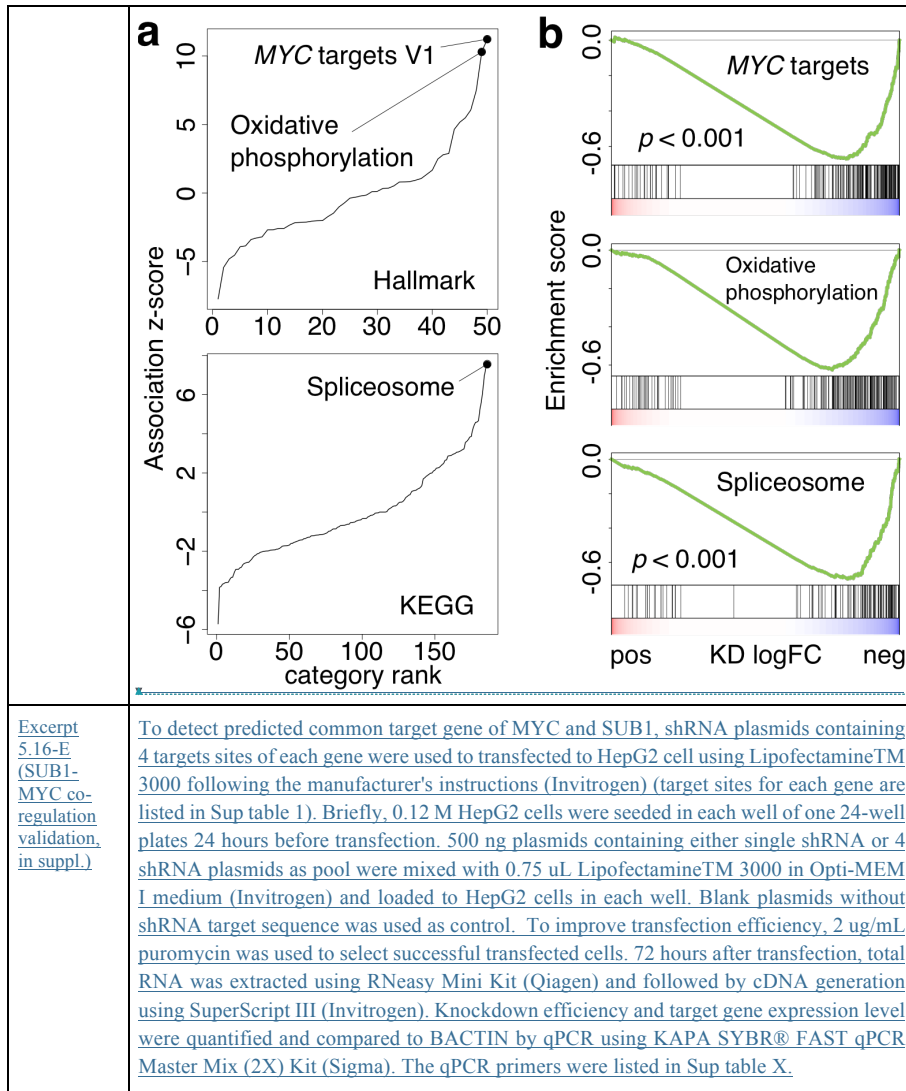 a
Association z-score
10
5
0
−5
MYC targets V1
Oxidative
phosphorylation
Hallmark
0 10 20 30 40 50
6
2
−2
−6
Spliceosome
KEGG
0 50 100 150
category rank
b
Enrichment score
0.0
-0.6
MYC targets
p < 0.001
0.0
-0.6
Oxidative
phosphorylation
0.0
-0.6
Spliceosome
p < 0.001
pos KD logFC neg
Excerpt
5.16-E
(SUB1-
MYC co-
regulation
validation,
in suppl.)
To detect predicted common target gene of MYC and SUB1, shRNA plasmids containing
4 targets sites of each gene were used to transfected to HepG2 cell using LipofectamineTM
3000 following the manufacturer's instructions (Invitrogen) (target sites for each gene are
listed in Sup table 1). Briefly, 0.12 M HepG2 cells were seeded in each well of one 24-well
plates 24 hours before transfection. 500 ng plasmids containing either single shRNA or 4
shRNA plasmids as pool were mixed with 0.75 uL LipofectamineTM 3000 in Opti-MEM
I medium (Invitrogen) and loaded to HepG2 cells in each well. Blank plasmids without
shRNA target sequence was used as control. To improve transfection efficiency, 2 ug/mL
puromycin was used to select successful transfected cells. 72 hours after transfection, total
RNA was extracted using RNeasy Mini Kit (Qiagen) and followed by cDNA generation
using SuperScript III (Invitrogen). Knockdown efficiency and target gene expression level
were quantified and compared to BACTIN by qPCR using KAPA SYBR® FAST qPCR
Master Mix (2X) Kit (Sigma). The qPCR primers were listed in Sup table X.